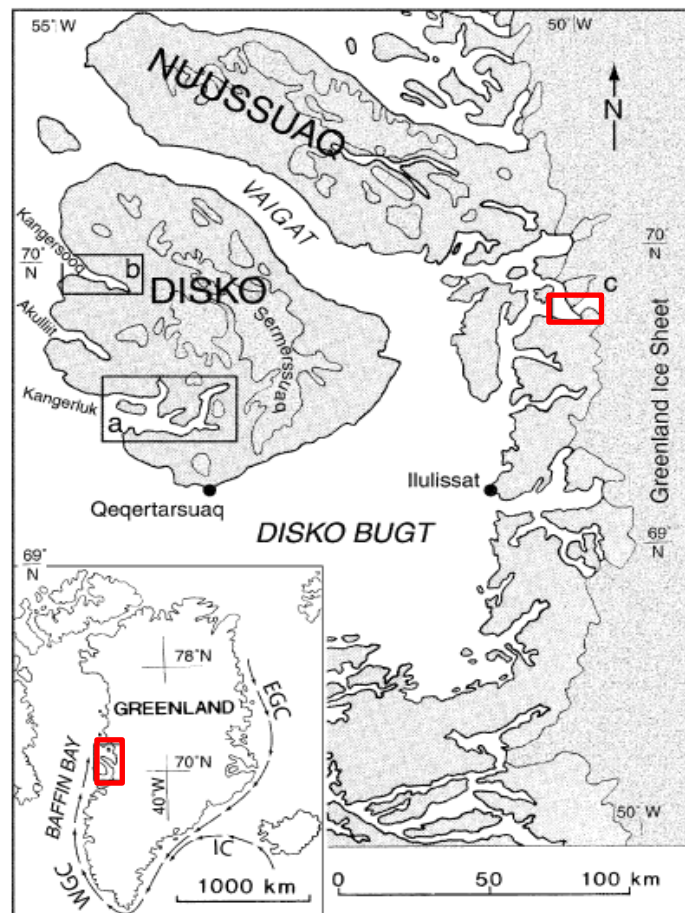 55° W
50° W
NUUSSUAQ
N
VAIGAT
70
N
Kangersooq
70°
N
b
DISKO
c
Akulliit
Sermerssuaq
Greenland Ice Sheet
Kangerluk
a
Ilulissat
Qeqertarsuaq
DISKO BUGT
69°
N
69°
N
78°N
GREENLAND
EGC
BAFFIN BAY
70°N
40°W
WGC
IC
1000 km
50° W
0 50 100 km